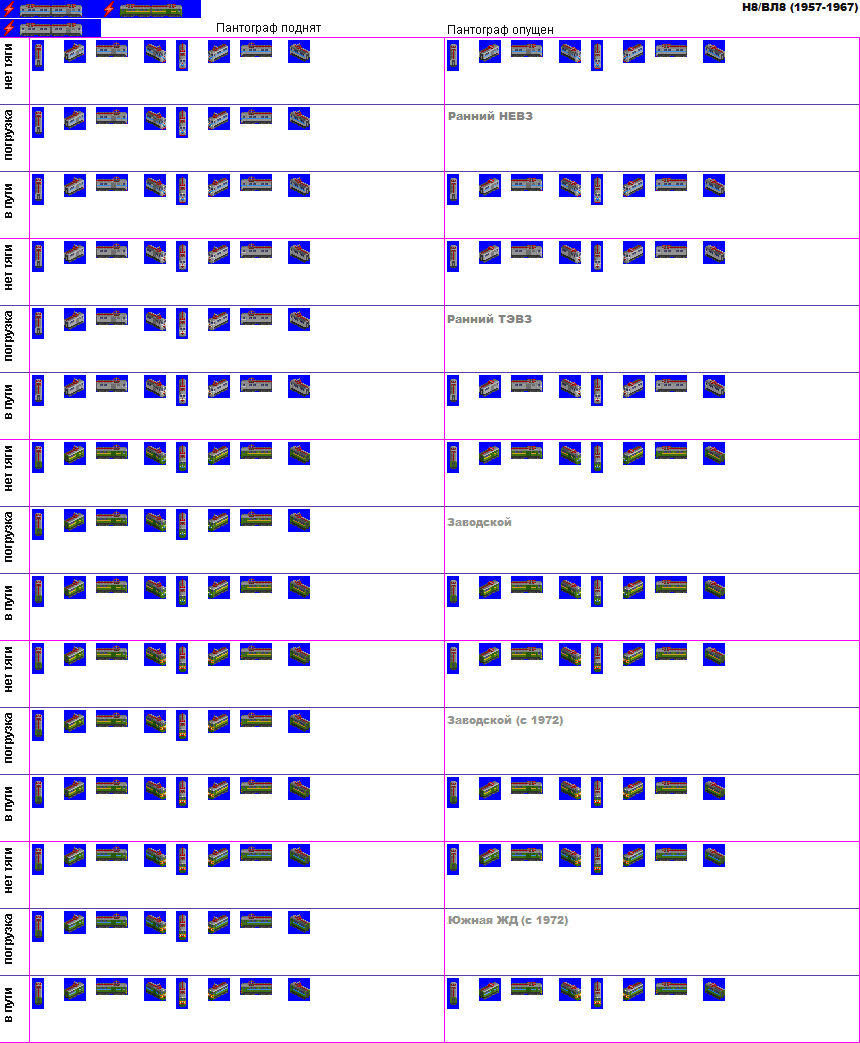 Н8/ВЛ8 (1957-1967)
Пантограф поднят
Пантограф опущен
нет тяги
погрузка
Ранний НЕВЗ
в пути
нет тяги
погрузка
Ранний ТЭВЗ
в пути
нет тяги
погрузка
Заводской
в пути
нет тяги
погрузка
Заводской (с 1972)
в пути
нет тяги
погрузка
Южная ЖД (с 1972)
в пути